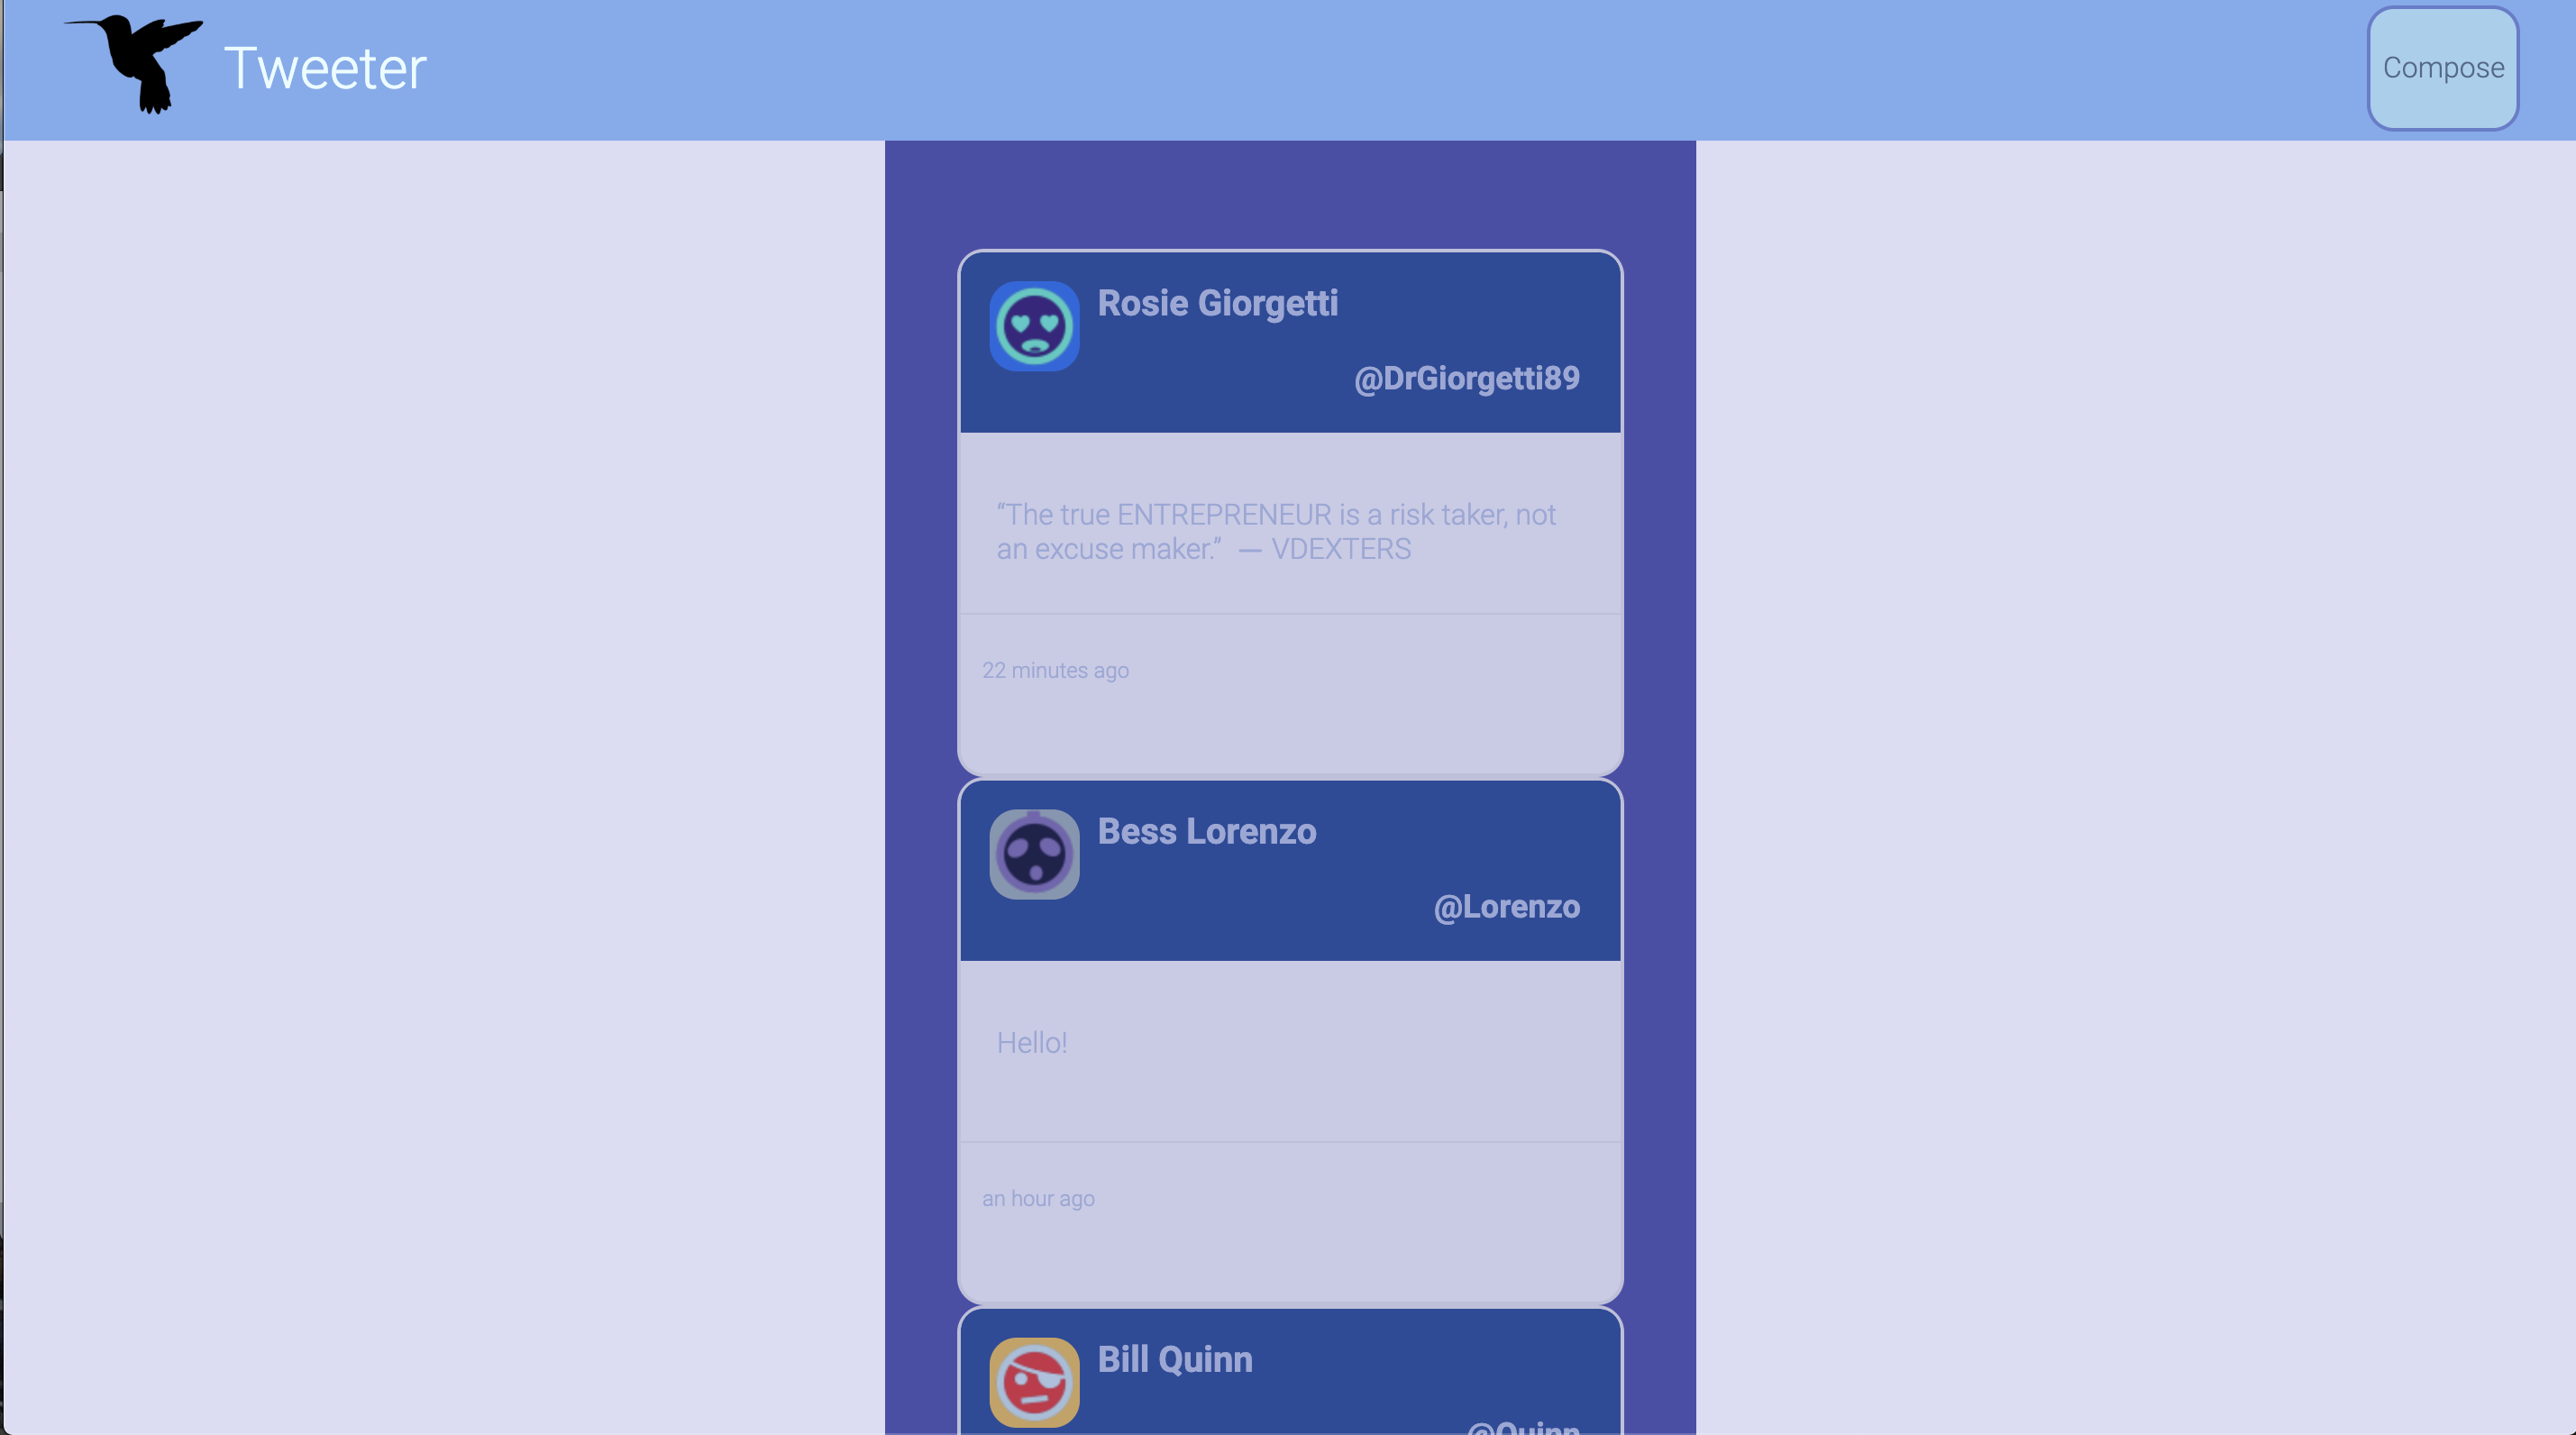 Tweeter
Compose
Rosie Giorgetti
@DrGiorgetti89
“The true ENTREPRENEUR is a risk taker, not
an excuse maker.” — VDEXTERS
22 minutes ago
Bess Lorenzo
@Lorenzo
Hello!
an hour ago
Bill Quinn
@Quinn